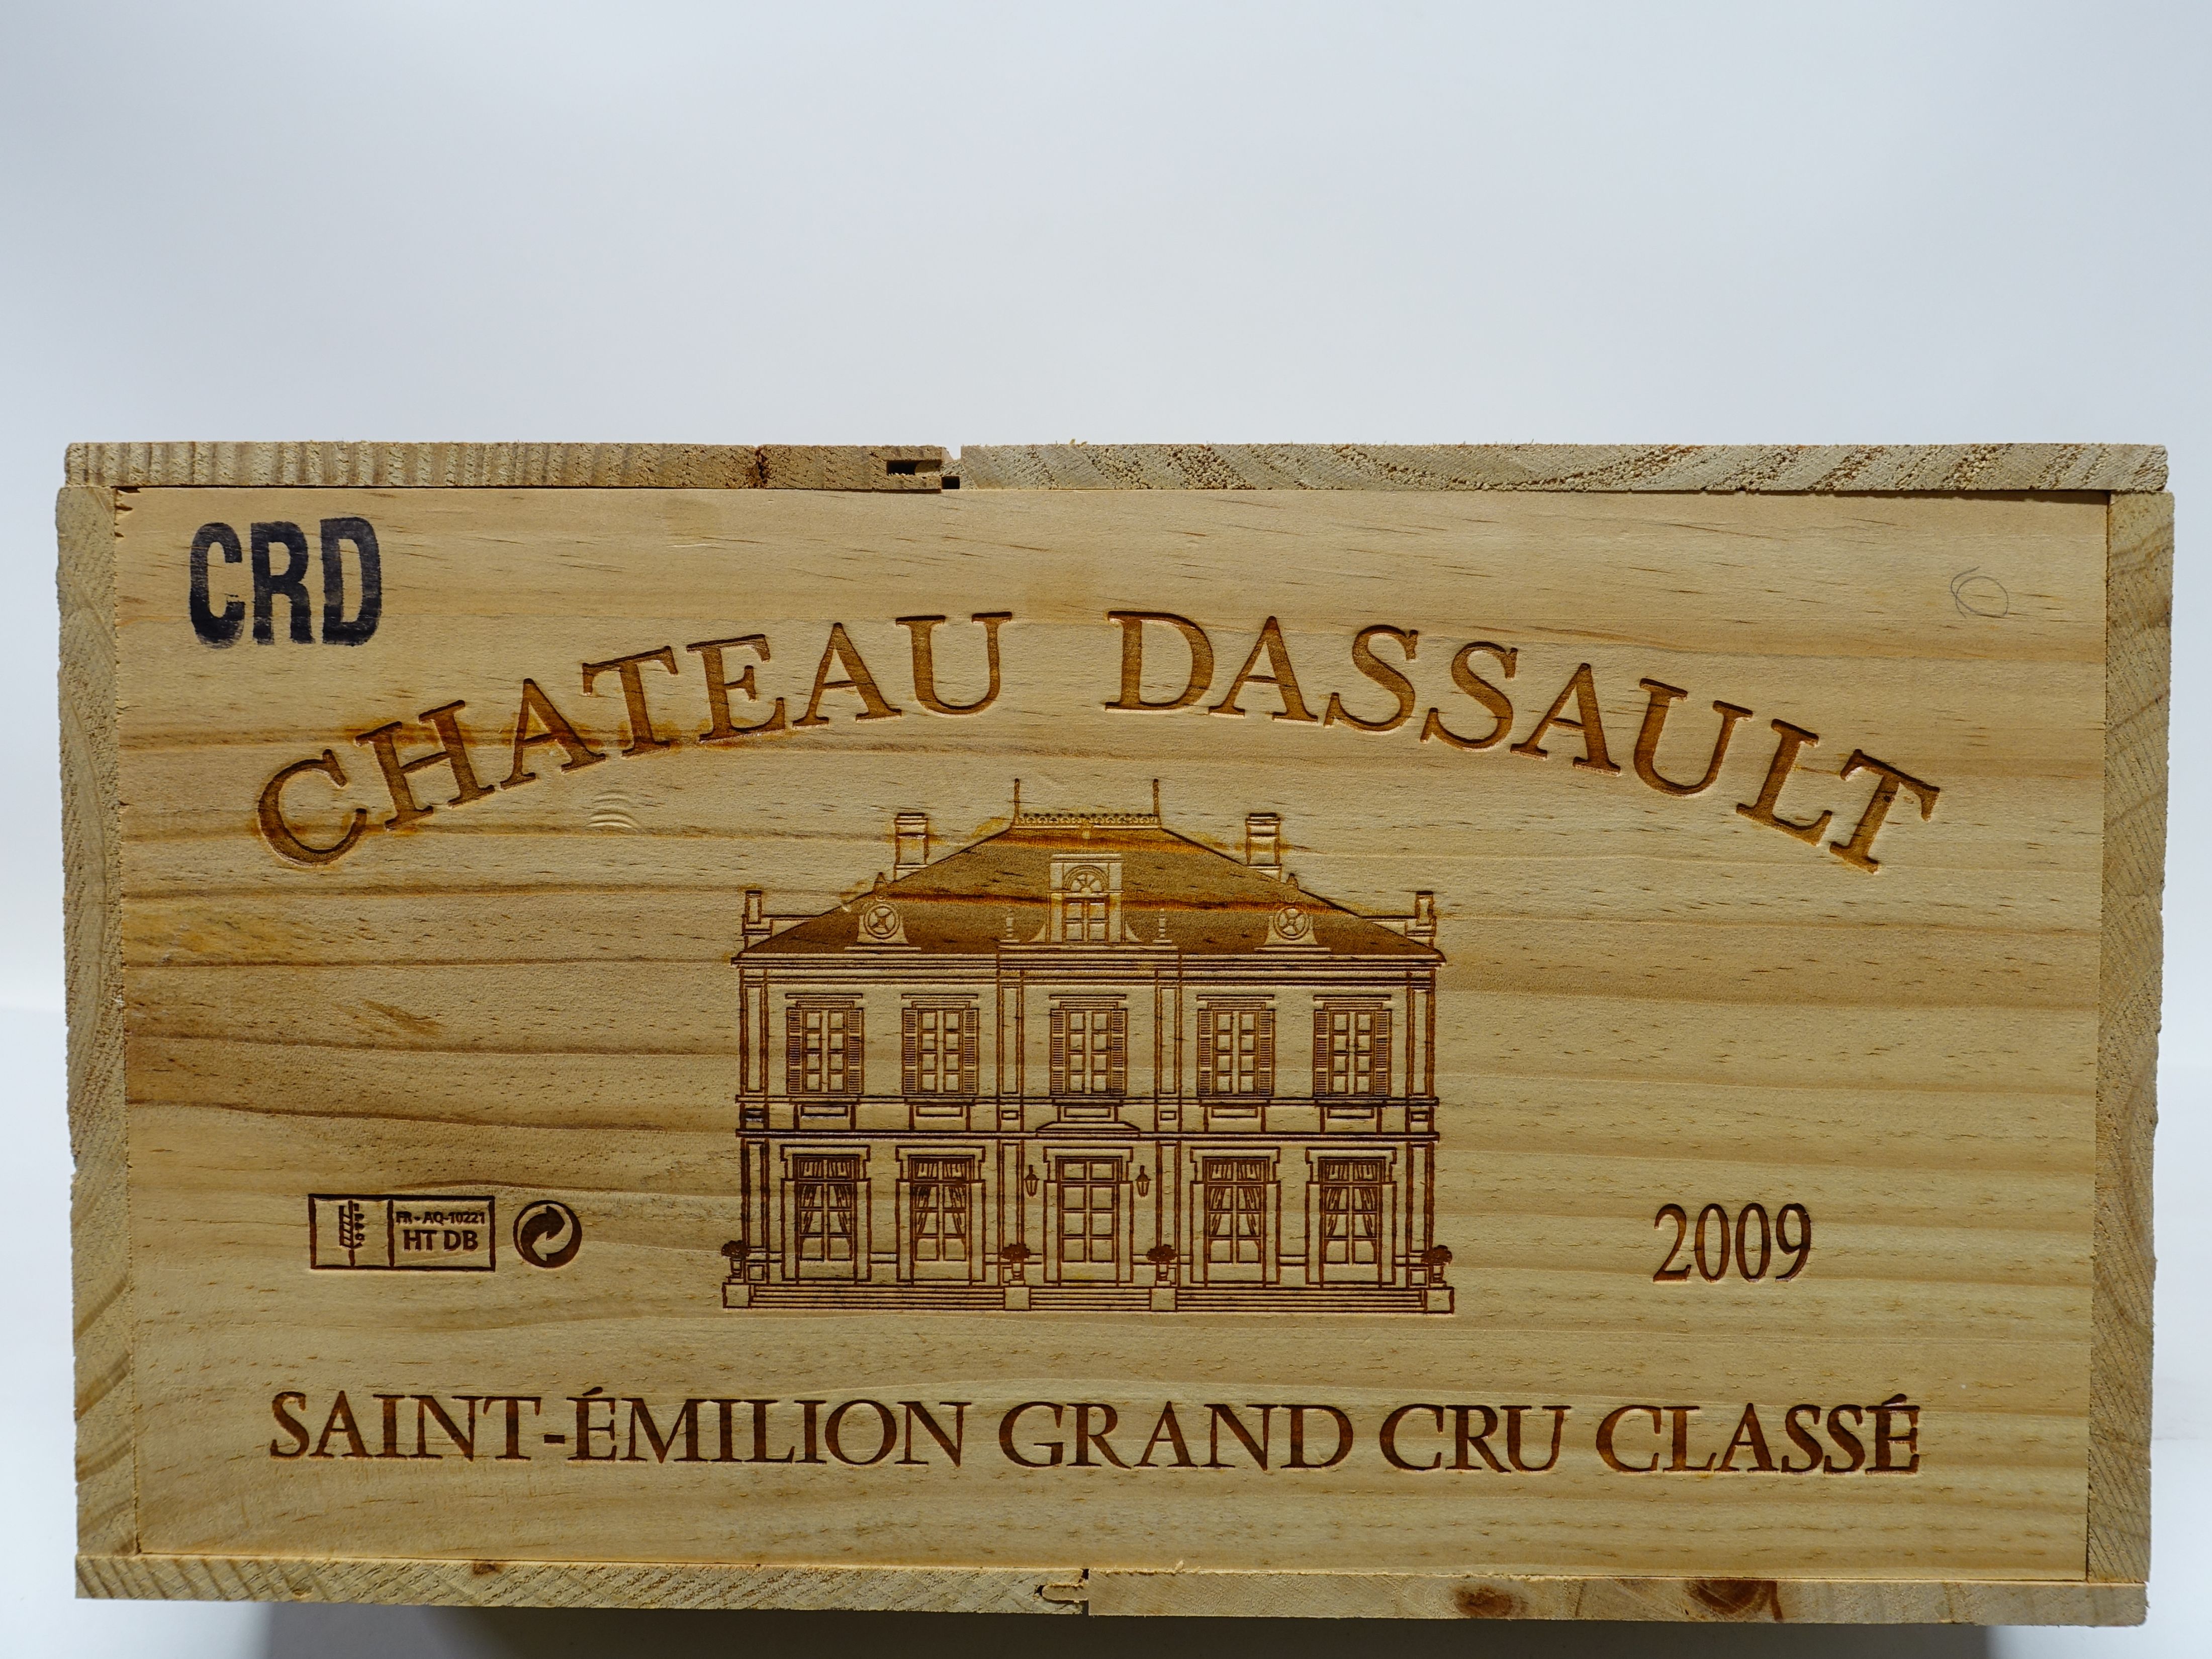 CRD
CHATEAU DASSAULT
FR - AQ-10221
HT DB
2009
SAINT-ÉMILION GRAND CRU CLASSÉ